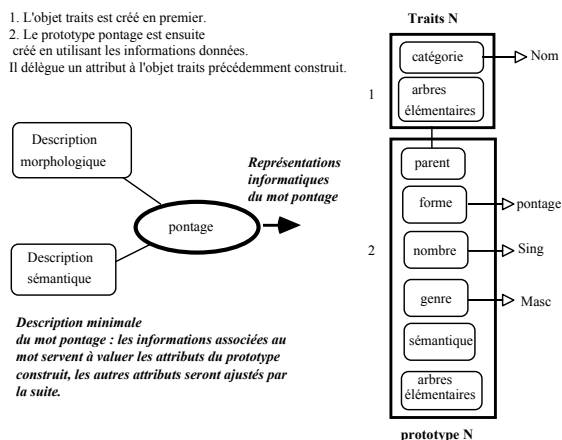 1. L'objet traits est créé en premier.
2. Le prototype pontage est ensuite
créé en utilisant les informations données.
Il délègue un attribut à l'objet traits précédemment construit.
Description
morphologique
Description
sémantique
pontage
Représentations
informatiques
du mot pontage
Description minimale
du mot pontage : les informations associées au
mot servent à valuer les attributs du prototype
construit, les autres attributs seront ajustés par
la suite.
Traits N
catégorie
Nom
1
arbres
élémentaires
parent
forme
pontage
2
nombre
Sing
genre
Masc
sémantique
arbres
élémentaires
prototype N